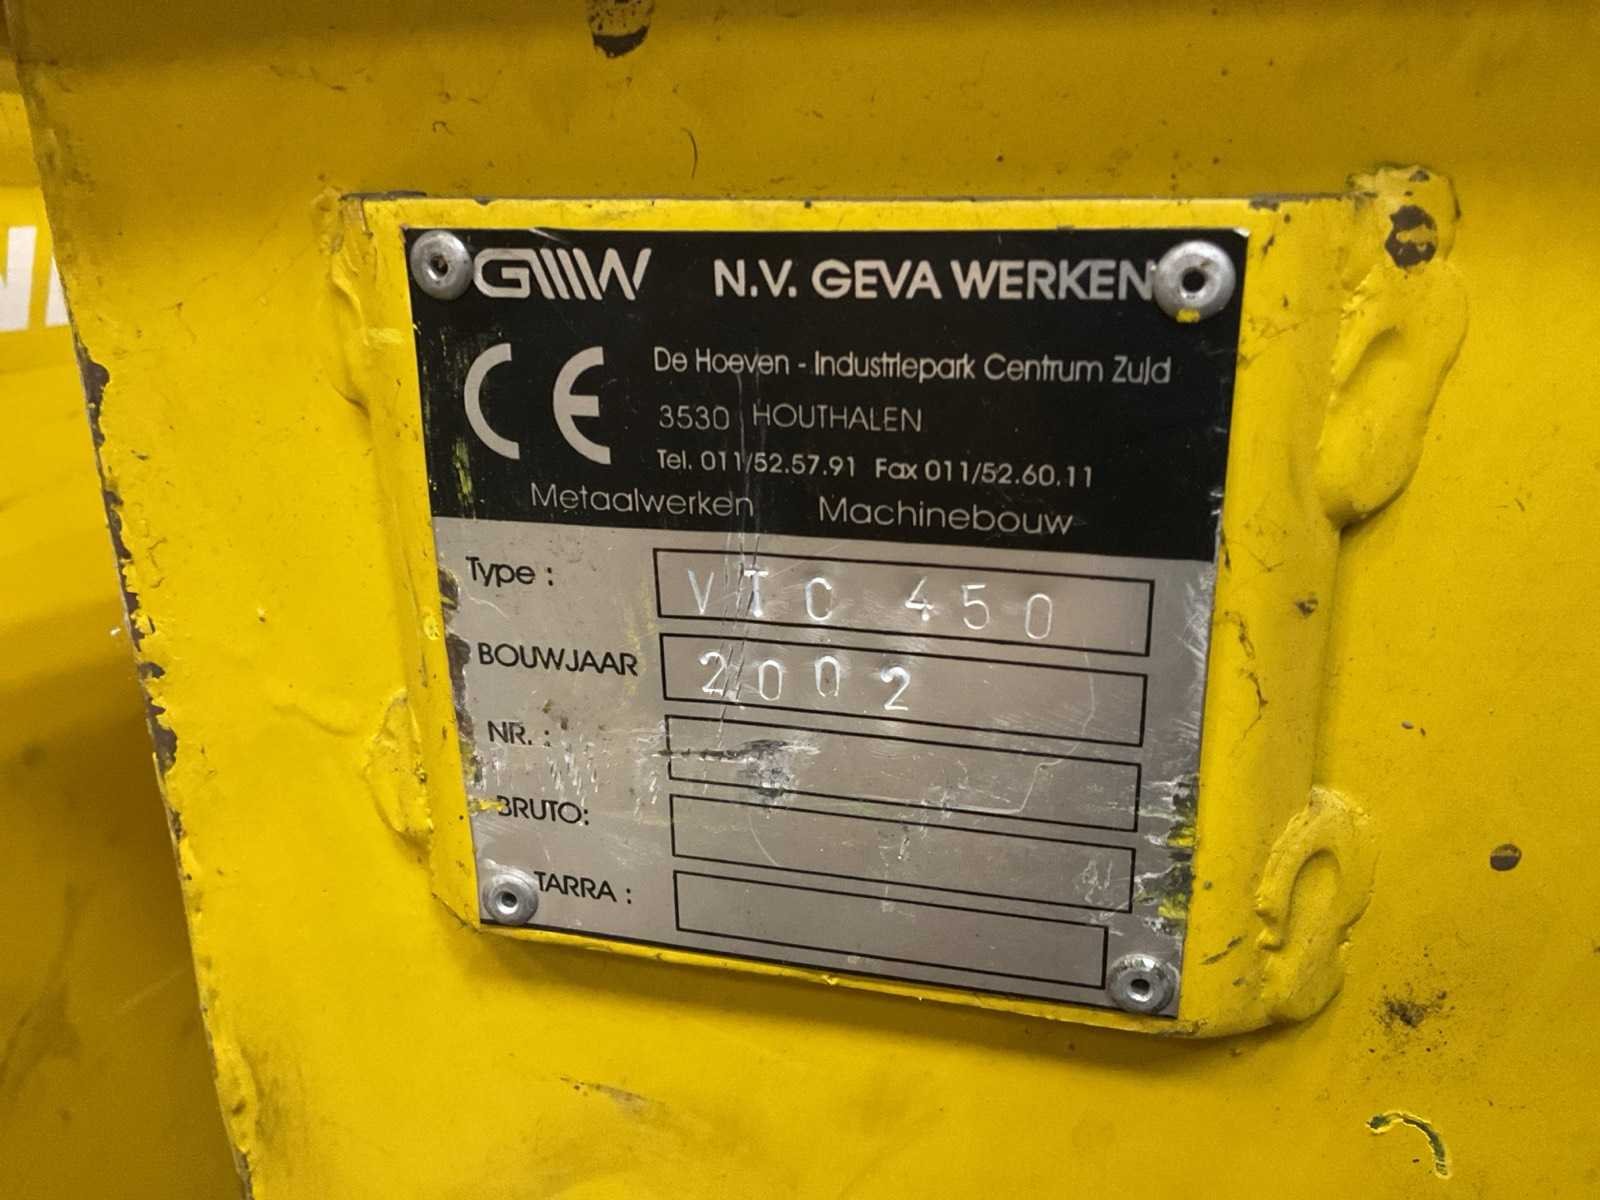 GW N.V. GEVA WERKEN
CE
De Hoeven - Industriepark Centrum Zuid
3530 HOUTHALEN
Tel. 011/52.57.91 Fax 011/52.60.11
Metaalwerken Machinebouw
Type : VTC 450
BOUWJAAR 2002
NR. :
BRUTO:
TARRA :